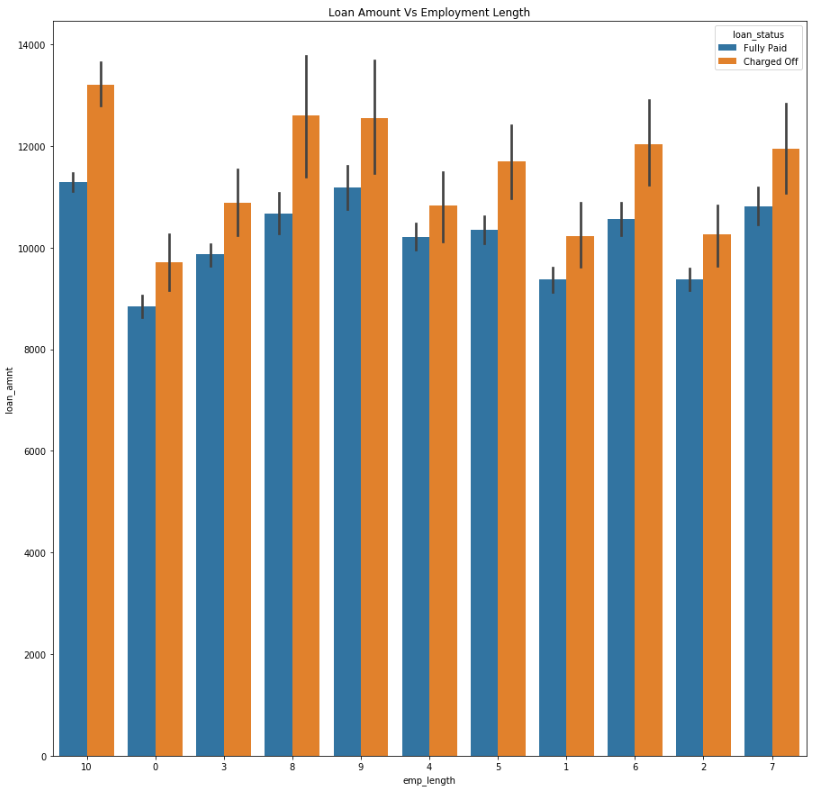 Loan Amount Vs Employment Length
loan_status
Fully Paid
Charged Off
14000
12000
10000
8000
6000
4000
2000
0
loan_amnt
10 0 3 8 9 4 5 1 6 2 7
emp_length